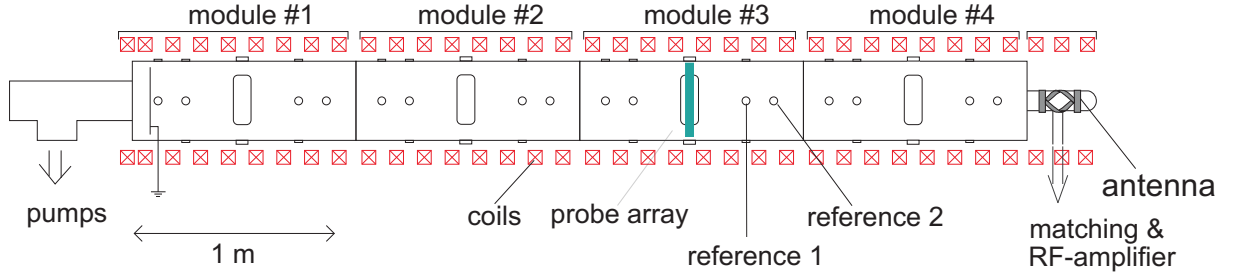 module #1
module #2
module #3
module #4
pumps
coils
probe array
reference 2
antenna
reference 1
1 m
matching &
RF-amplifier